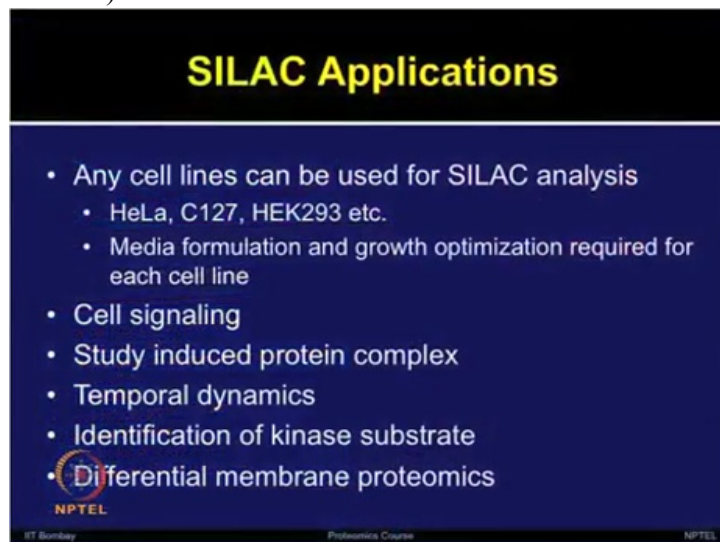 )
SILAC Applications
• Any cell lines can be used for SILAC analysis
• HeLa, C127, HEK293 etc.
• Media formulation and growth optimization required for
each cell line
• Cell signaling
• Study induced protein complex
• Temporal dynamics
• Identification of kinase substrate
• Differential membrane proteomics
NPTEL
IIT Bombay Proteomics Course NPTEL